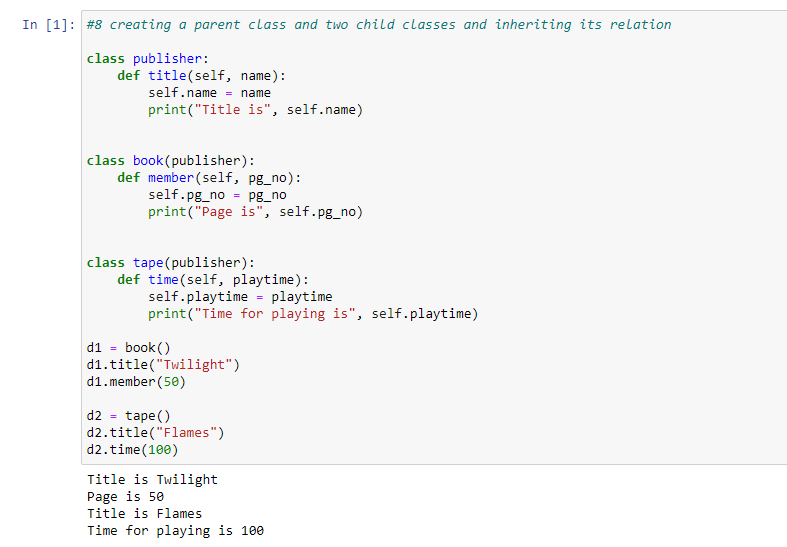 In [1]: #8 creating a parent class and two child classes and inheriting its relation
class publisher:
    def title(self, name):
        self.name = name
        print("Title is", self.name)
class book(publisher):
    def member(self, pg_no):
        self.pg_no = pg_no
        print("Page is", self.pg_no)
class tape(publisher):
    def time(self, playtime):
        self.playtime = playtime
        print("Time for playing is", self.playtime)
d1 = book()
d1.title("Twilight")
d1.member(50)
d2 = tape()
d2.title("Flames")
d2.time(100)
Title is Twilight
Page is 50
Title is Flames
Time for playing is 100